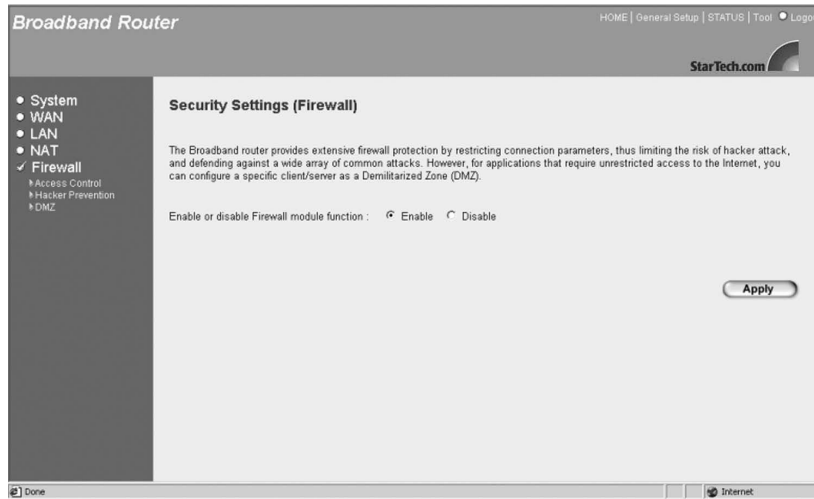 Broadband Router
HOME | General Setup | STATUS | Tool Logou
StarTech.com
System
WAN
LAN
NAT
Firewall
Access Control
Hacker Prevention
DMZ
Security Settings (Firewall)
The Broadband router provides extensive firewall protection by restricting connection parameters, thus limiting the risk of hacker attack,
and defending against a wide array of common attacks. However, for applications that require unrestricted access to the Internet, you
can configure a specific client/server as a Demilitarized Zone (DMZ).
Enable or disable Firewall module function : Enable Disable
Apply
Done
Internet